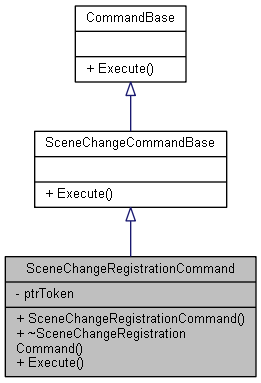 CommandBase
+ Execute()
SceneChangeCommandBase
+ Execute()
SceneChangeRegistrationCommand
- ptrToken
+ SceneChangeRegistrationCommand()
+ ~SceneChangeRegistration
Command()
+ Execute()